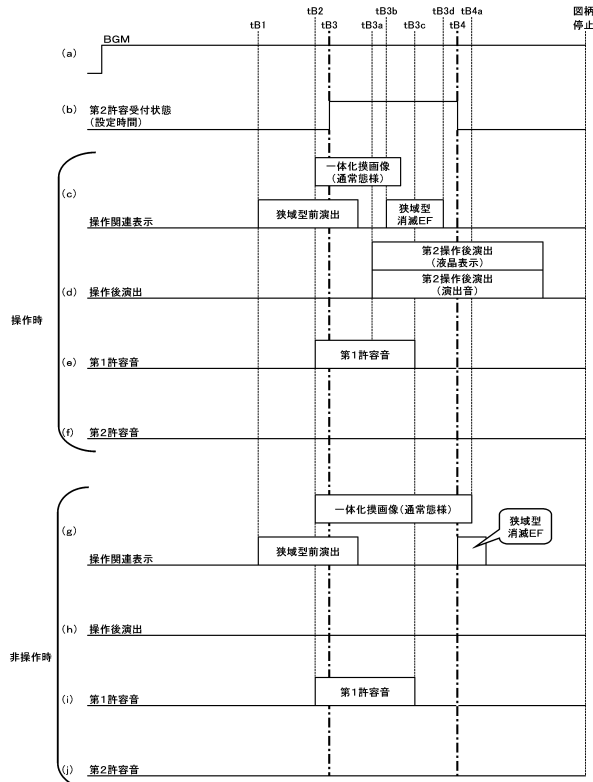 tB2
tB3b
tB3d
図柄
停止
tB1
tB3
tB3a
tB3c
tB4
tB4a
(a)
BGM
(b)
第2許容受付状態
(設定時間)
操作時
(c)
一体化摸画像
(通常態様)
操作関連表示
狭域型前演出
狭域型
消滅EF
(d)
操作後演出
第2操作後演出
(液晶表示)
第2操作後演出
(演出音)
(e)
第1許容音
第1許容音
(f)
第2許容音
非操作時
(g)
一体化摸画像(通常態様)
狭域型
消滅EF
操作関連表示
狭域型前演出
(h)
操作後演出
(i)
第1許容音
第1許容音
(j)
第2許容音